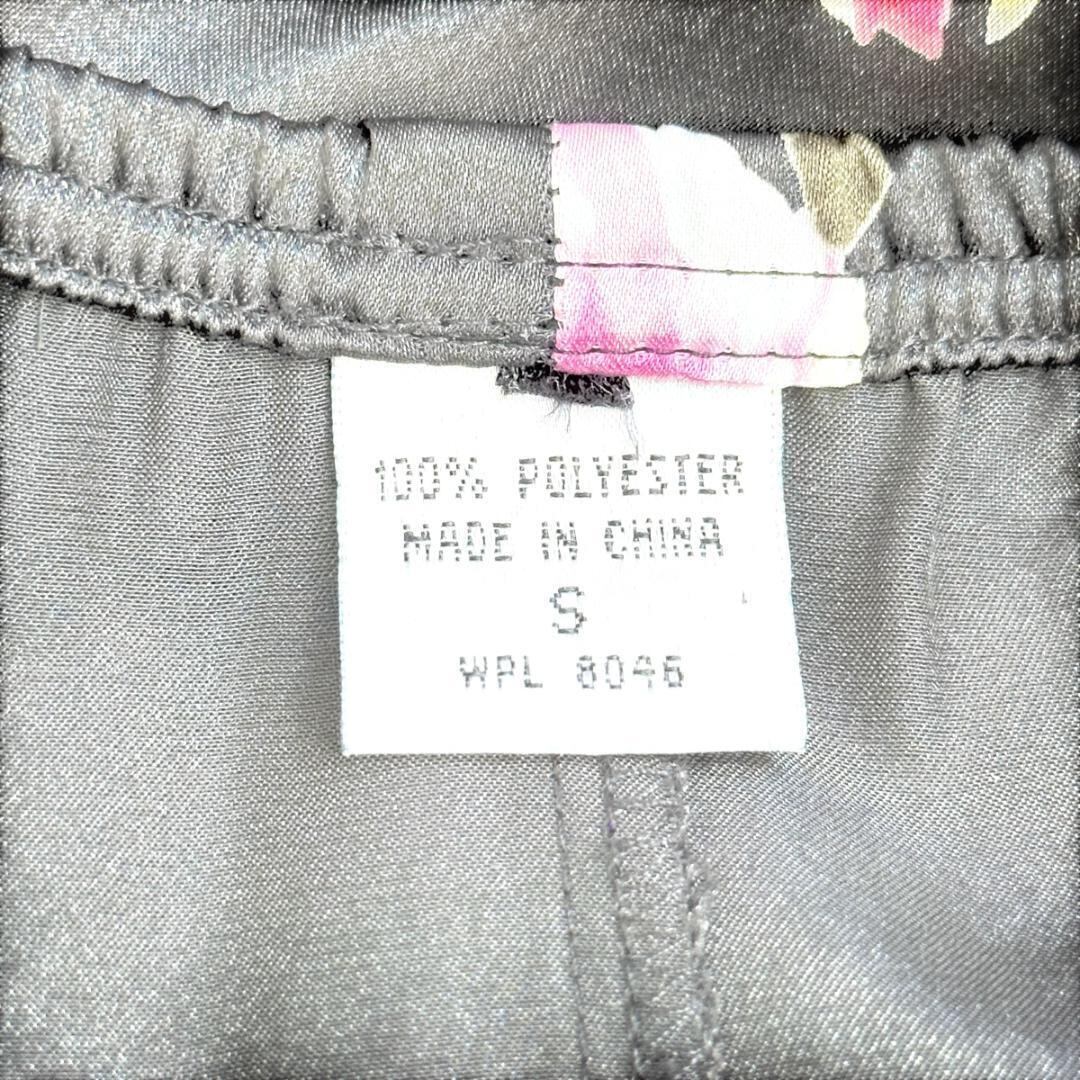 100% POLYESTER
MADE IN CHINA
S
WPL 8046